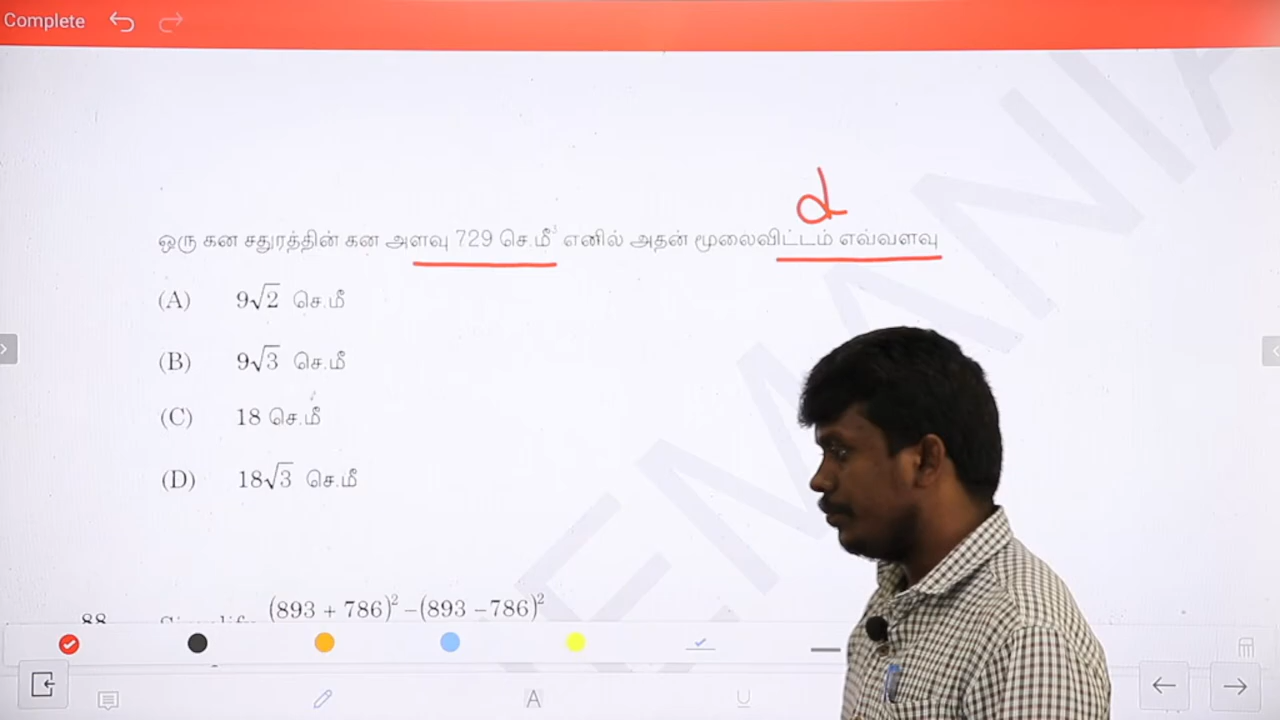 Complete
d
ஒரு கன சதுரத்தின் கன அளவு 729 செ.மீ³ எனில் அதன் மூலைவிட்டம் எவ்வளவு
(A) 9√2 செ.மீ
(B) 9√3 செ.மீ
(C) 18 செ.மீ
(D) 18√3 செ.மீ
88 (893 + 786)² – (893 – 786)²
A
U